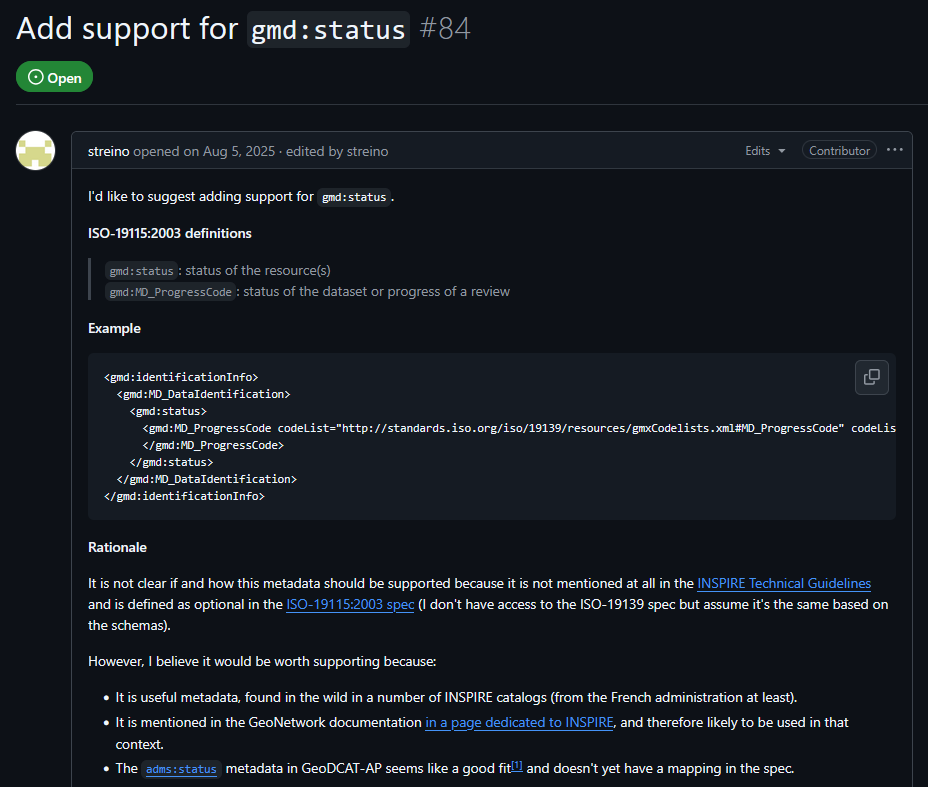 Add support for gmd:status #84
Open
streino opened on Aug 5, 2025 · edited by streino Edits Contributor ···
I'd like to suggest adding support for gmd:status.
ISO-19115:2003 definitions
gmd:status: status of the resource(s)
gmd:MD_ProgressCode: status of the dataset or progress of a review
Example
<gmd:identificationInfo>
  <gmd:MD_DataIdentification>
    <gmd:status>
      <gmd:MD_ProgressCode codeList="http://standards.iso.org/iso/19139/resources/gmxCodelists.xml#MD_ProgressCode" codeLis
      </gmd:MD_ProgressCode>
    </gmd:status>
  </gmd:MD_DataIdentification>
</gmd:identificationInfo>
Rationale
It is not clear if and how this metadata should be supported because it is not mentioned at all in the INSPIRE Technical Guidelines
and is defined as optional in the ISO-19115:2003 spec (I don't have access to the ISO-19139 spec but assume it's the same based on
the schemas).
However, I believe it would be worth supporting because:
• It is useful metadata, found in the wild in a number of INSPIRE catalogs (from the French administration at least).
• It is mentioned in the GeoNetwork documentation in a page dedicated to INSPIRE, and therefore likely to be used in that
context.
• The adms:status metadata in GeoDCAT-AP seems like a good fit[1] and doesn't yet have a mapping in the spec.